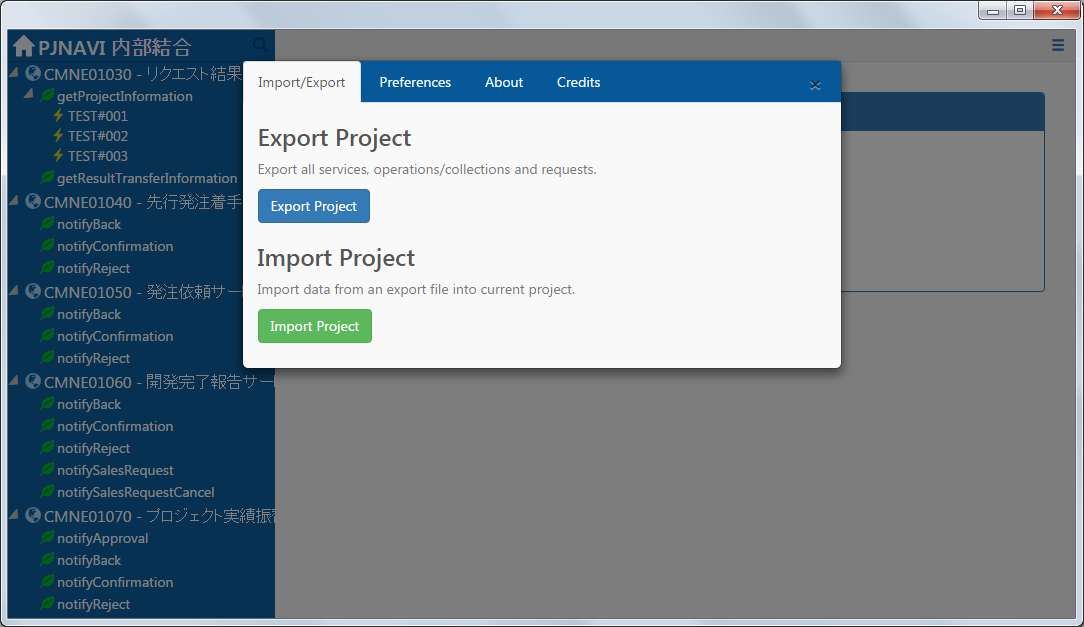 PJNAVI 内部結合
CMNE01030 - リクエスト結果
getProjectInformation
TEST#001
TEST#002
TEST#003
getResultTransferInformation
CMNE01040 - 先行発注着手
notifyBack
notifyConfirmation
notifyReject
CMNE01050 - 発注依頼サー
notifyBack
notifyConfirmation
notifyReject
CMNE01060 - 開発完了報告サー
notifyBack
notifyConfirmation
notifyReject
notifySalesRequest
notifySalesRequestCancel
CMNE01070 - プロジェクト実績振
notifyApproval
notifyBack
notifyConfirmation
notifyReject
Import/Export Preferences About Credits
Export Project
Export all services, operations/collections and requests.
Export Project
Import Project
Import data from an export file into current project.
Import Project